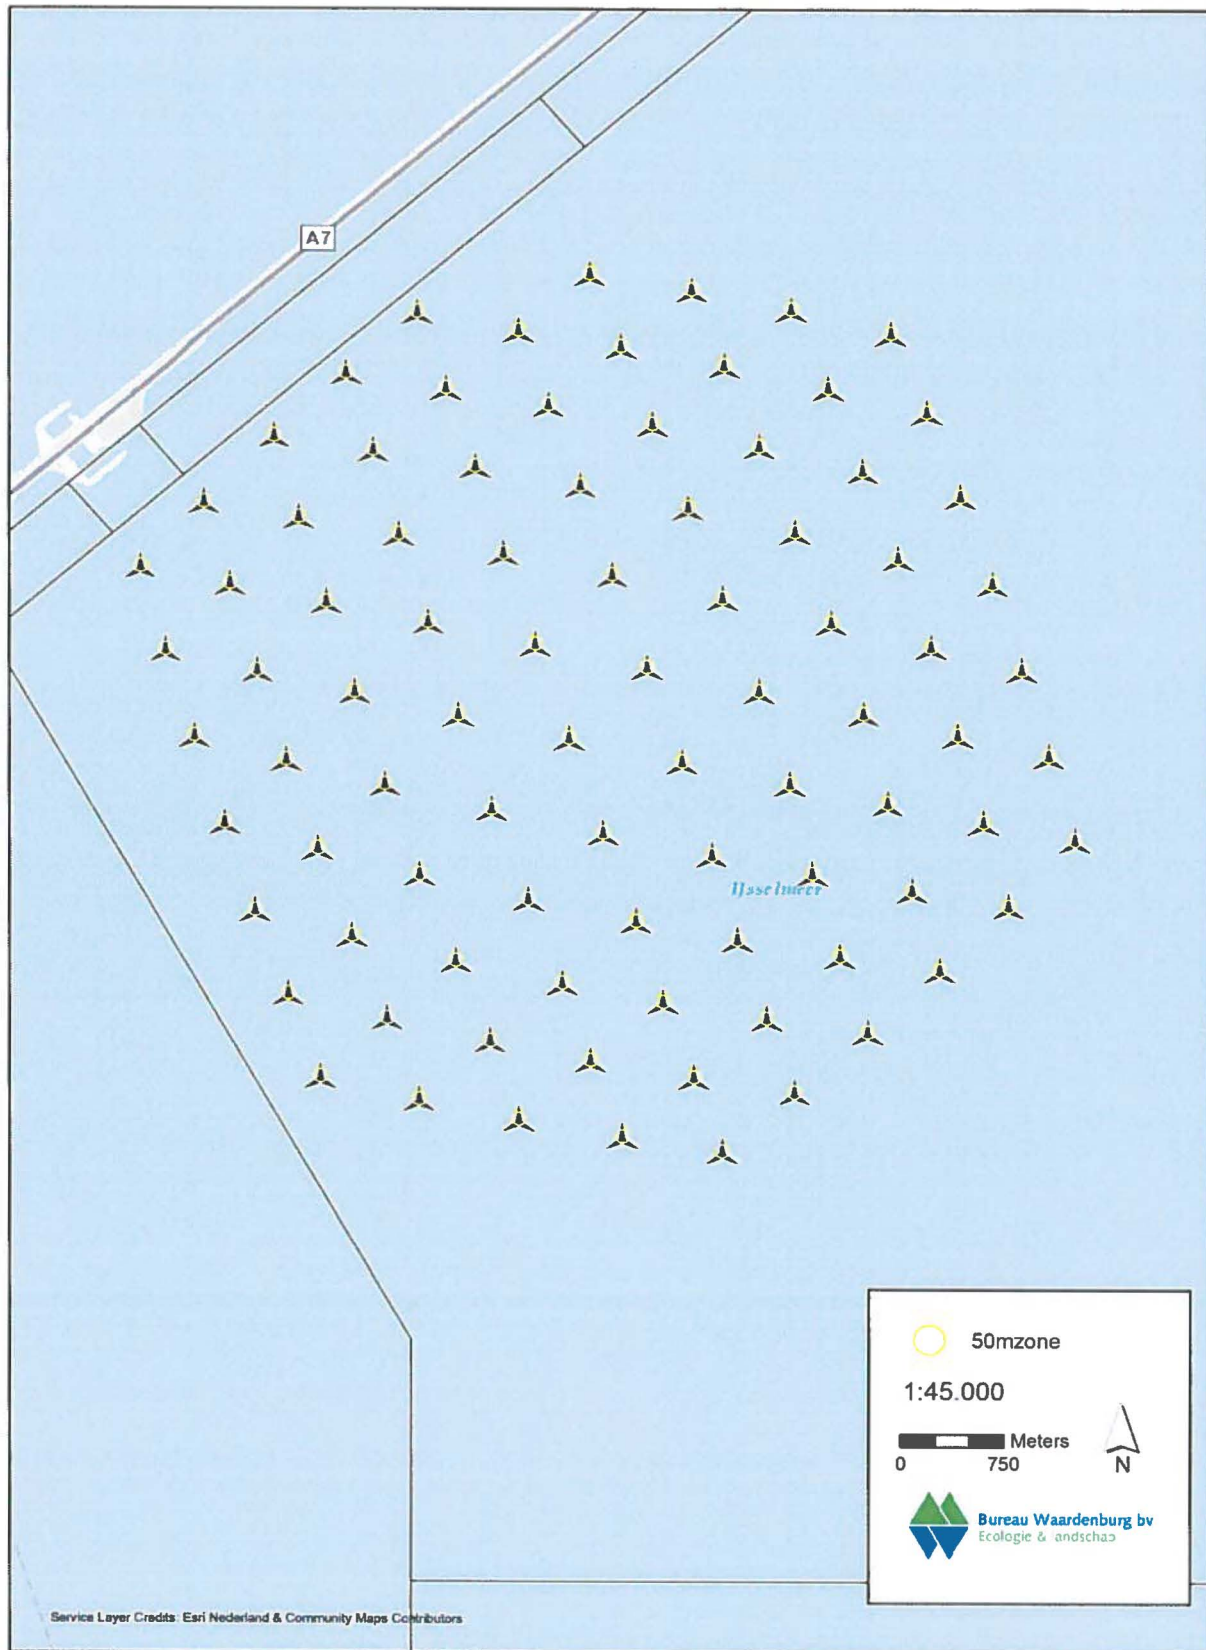 A7
IJsselmeer
50mzone
1:45.000
Meters
0 750
N
Bureau Waardenburg bv
Ecologie & landschap
Service Layer Credits: Esri Nederland & Community Maps Contributors